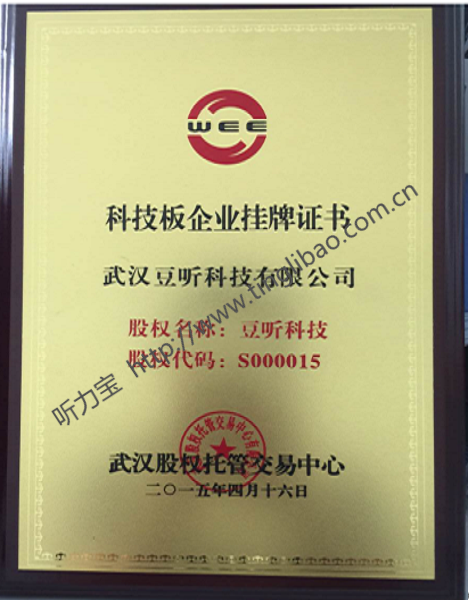 WEE
科技板企业挂牌证书
武汉豆听科技有限公司
股权名称：豆听科技
股权代码：S000015
武汉股权托管交易中心
二〇一五年四月十六日
听力宝 http://www.tinglibao.com.cn